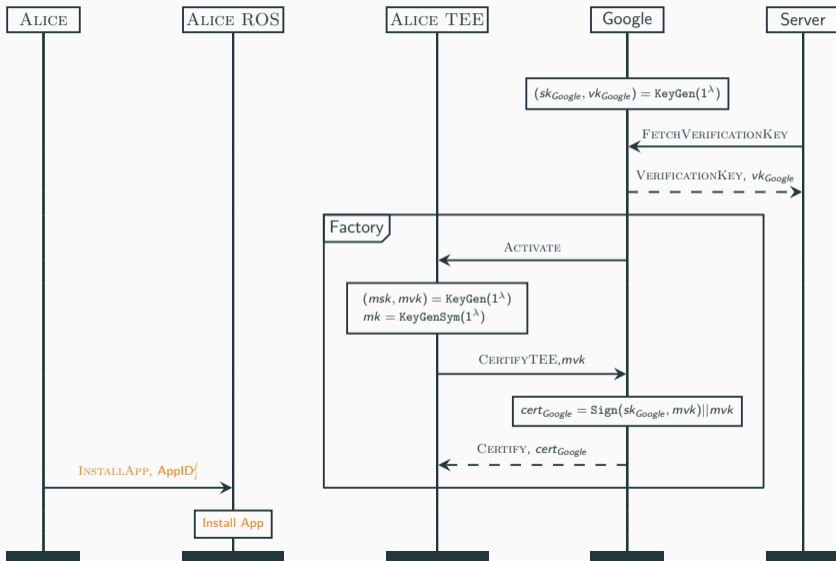 ALICE
ALICE ROS
ALICE TEE
Google
Server
(sk_Google, vk_Google) = KeyGen(1^λ)
FETCHVERIFICATIONKEY
VERIFICATIONKEY, vk_Google
Factory
ACTIVATE
(msk, mvk) = KeyGen(1^λ)
mk = KeyGenSym(1^λ)
CERTIFYTEE,mvk
cert_Google = Sign(sk_Google, mvk)||mvk
CERTIFY, cert_Google
INSTALLAPP, AppID_i^j
Install App